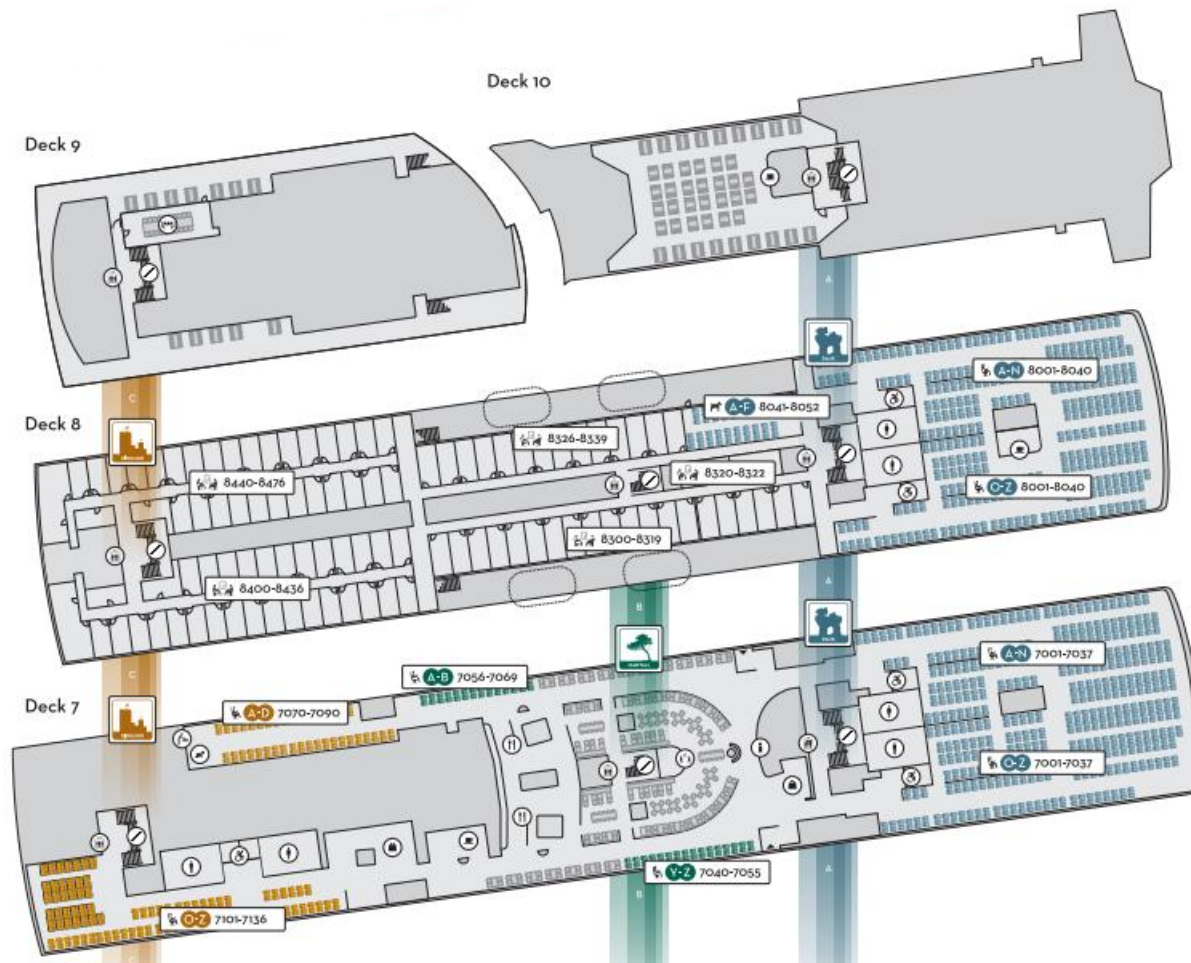 Deck 10
Deck 9
C
A
A-N 8001-8040
A-F 8041-8052
Deck 8
8326-8339
8440-8476
8320-8322
O-Z 8001-8040
8300-8319
8400-8436
A
B
C
A-N 7001-7037
A-B 7056-7069
Deck 7
A-D 7070-7090
O-Z 7001-7037
Y-Z 7040-7055
O-Z 7101-7136
A
B
C